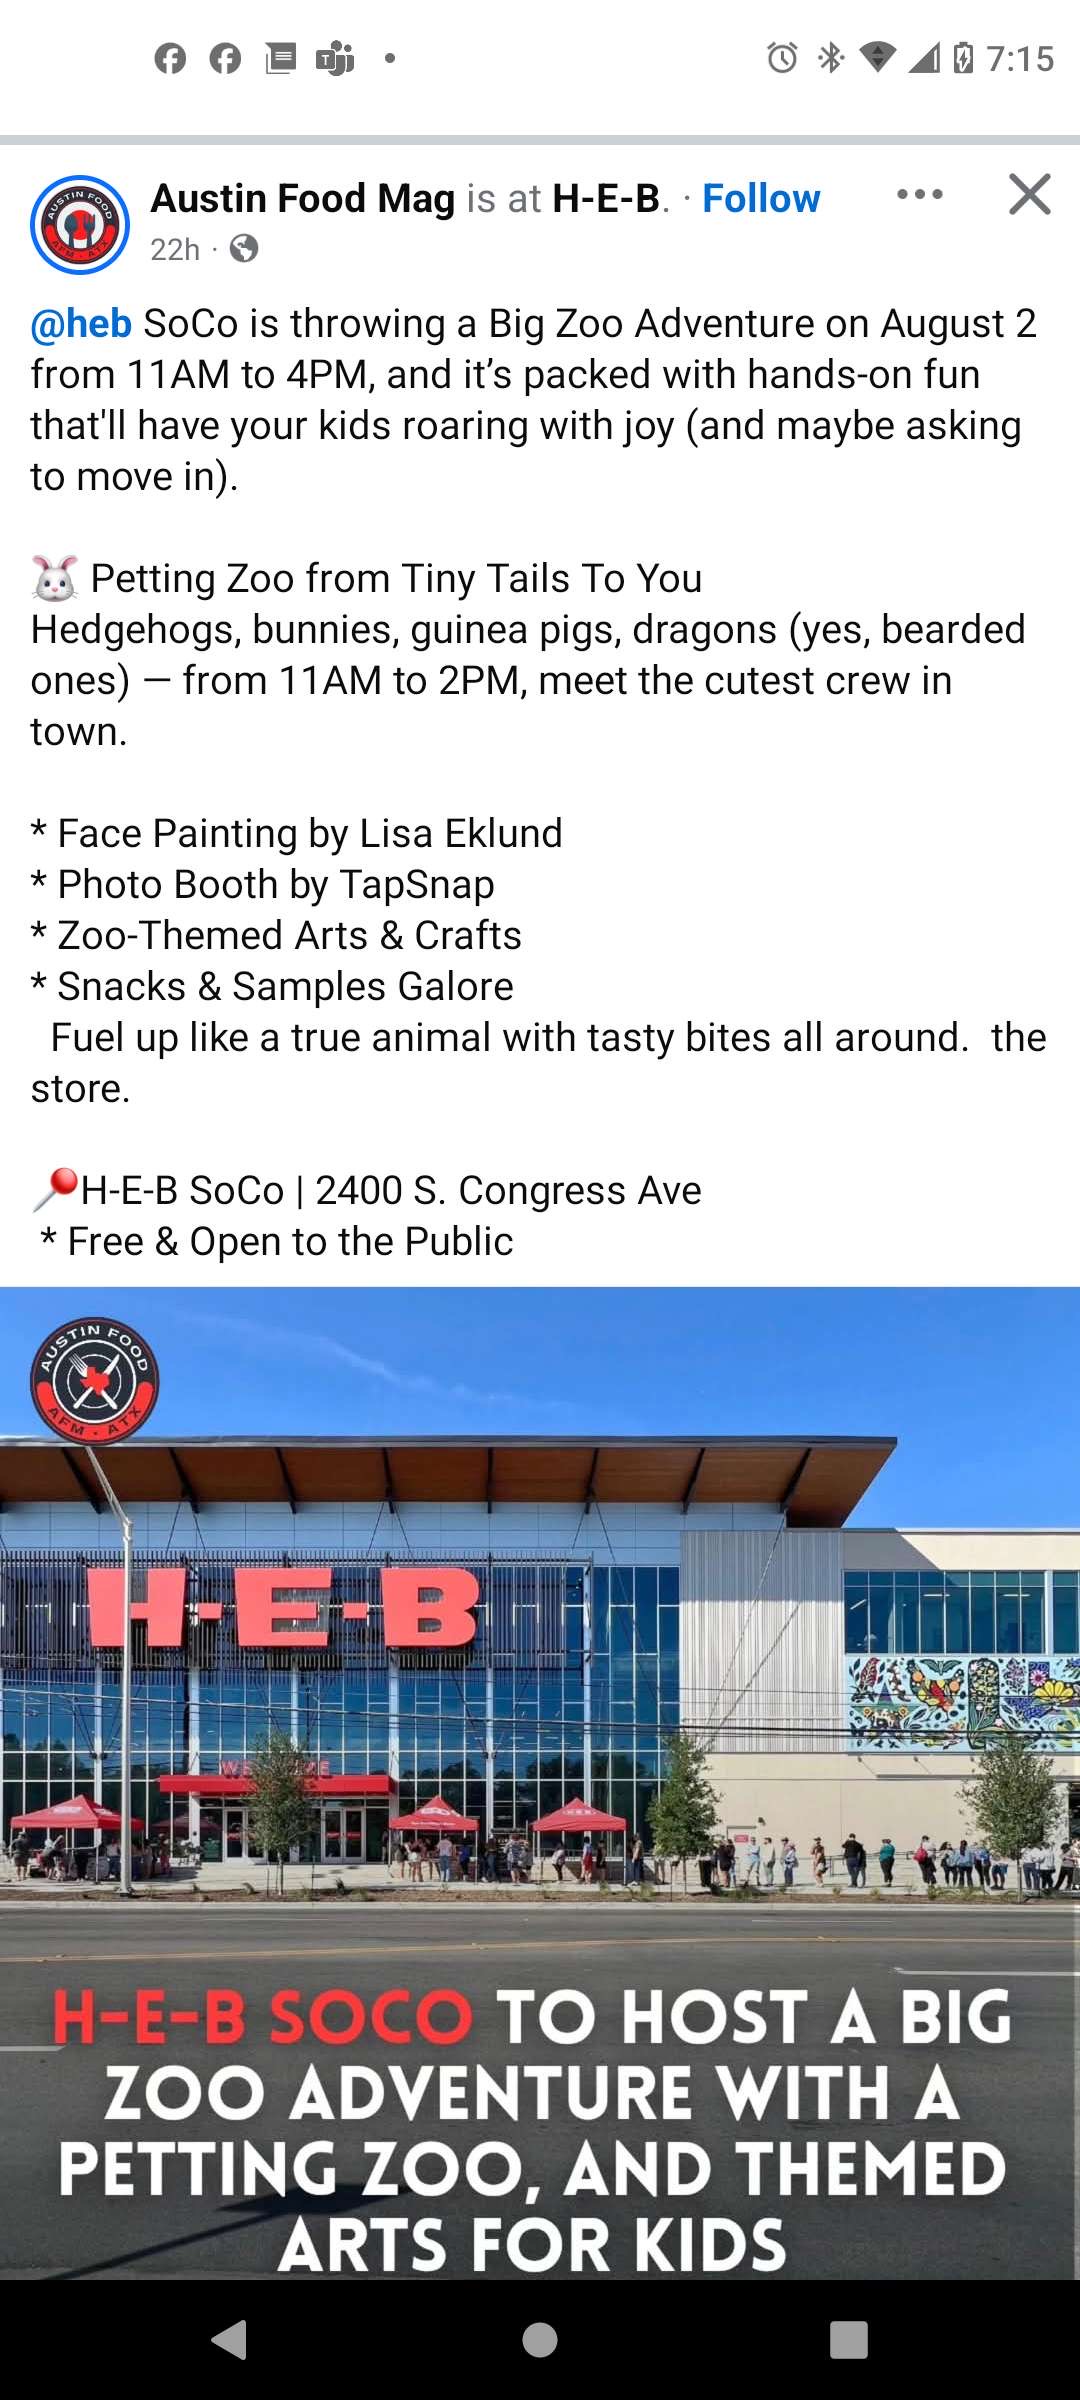 7:15
AUSTIN FOOD
AFM · ATX
Austin Food Mag is at H-E-B. · Follow
22h ·
@heb SoCo is throwing a Big Zoo Adventure on August 2
from 11AM to 4PM, and it’s packed with hands-on fun
that'll have your kids roaring with joy (and maybe asking
to move in).
🐰 Petting Zoo from Tiny Tails To You
Hedgehogs, bunnies, guinea pigs, dragons (yes, bearded
ones) — from 11AM to 2PM, meet the cutest crew in
town.
* Face Painting by Lisa Eklund
* Photo Booth by TapSnap
* Zoo-Themed Arts & Crafts
* Snacks & Samples Galore
Fuel up like a true animal with tasty bites all around.  the
store.
📍H-E-B SoCo | 2400 S. Congress Ave
* Free & Open to the Public
AUSTIN FOOD
AFM · ATX
H-E-B
H-E-B SOCO TO HOST A BIG
ZOO ADVENTURE WITH A
PETTING ZOO, AND THEMED
ARTS FOR KIDS